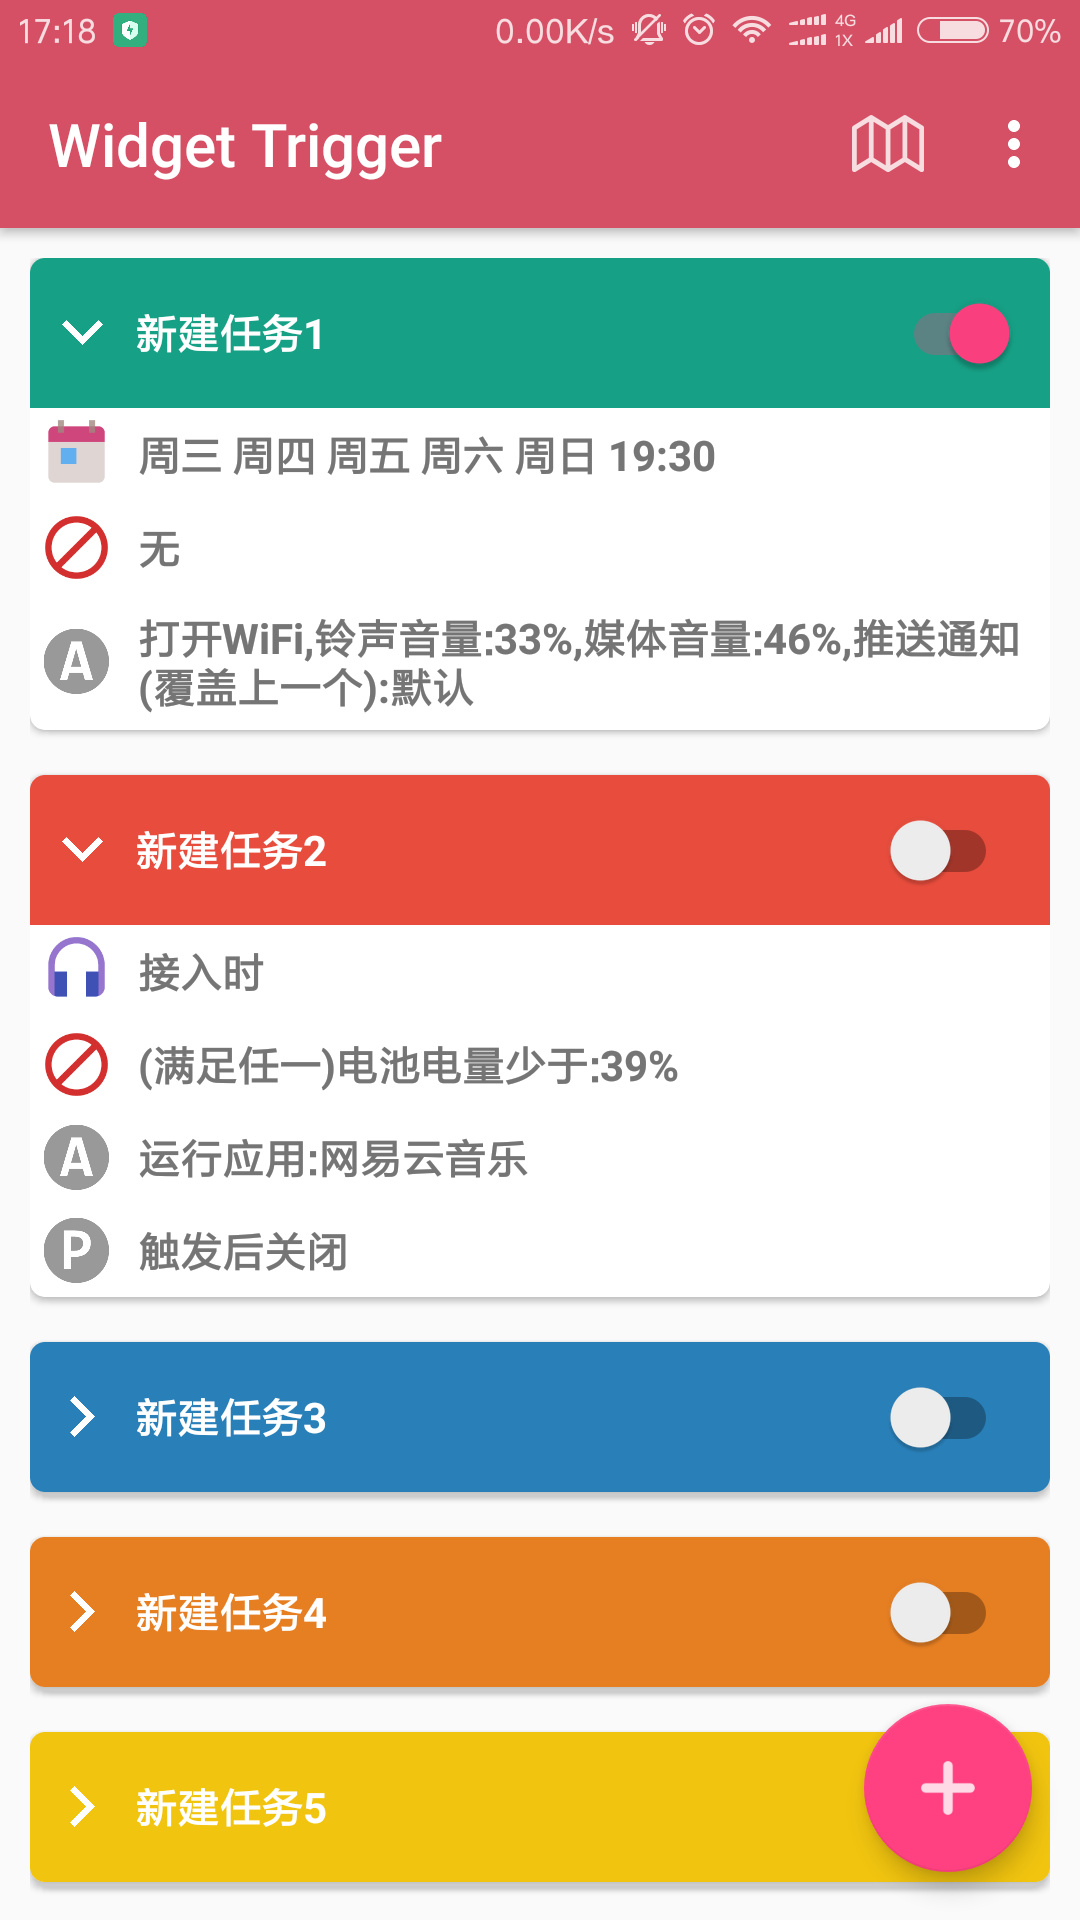 17:18 0.00K/s 4G 1X 70%
Widget Trigger
新建任务1
周三 周四 周五 周六 周日 19:30
无
A 打开WiFi,铃声音量:33%,媒体音量:46%,推送通知
(覆盖上一个):默认
新建任务2
接入时
(满足任一)电池电量少于:39%
A 运行应用:网易云音乐
P 触发后关闭
新建任务3
新建任务4
新建任务5